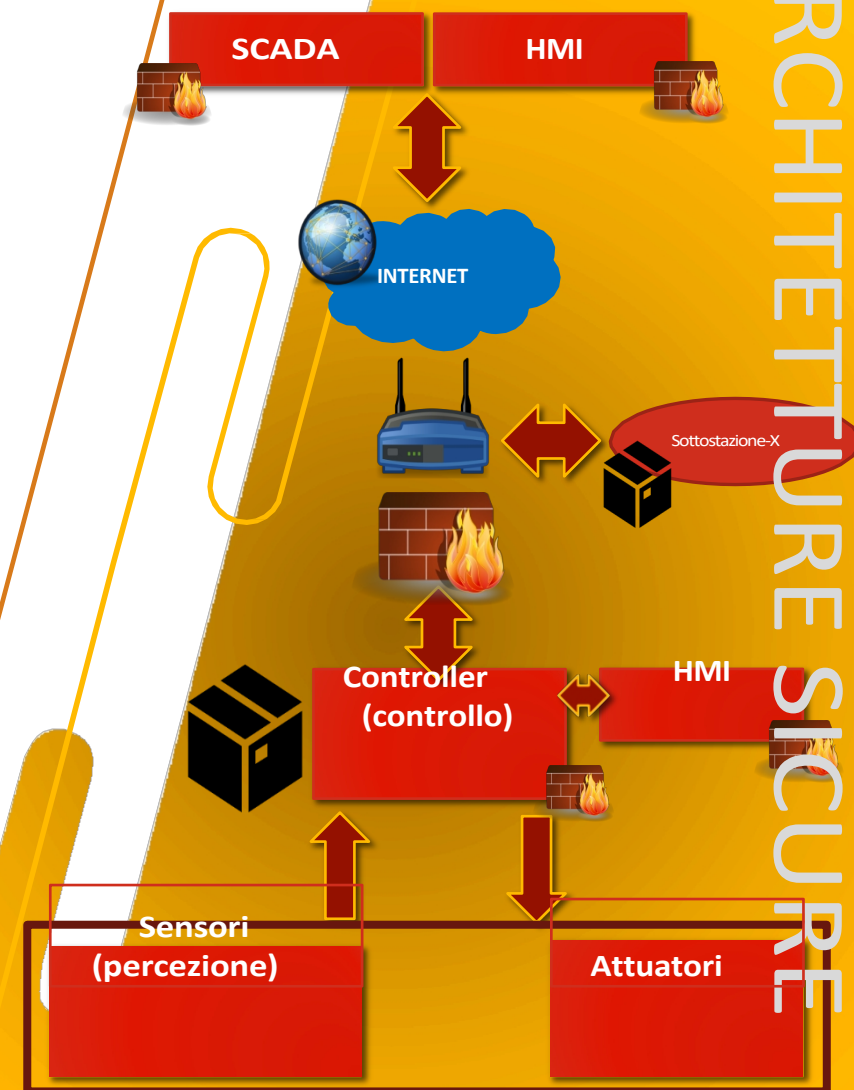 SCADA
HMI
INTERNET
Sottostazione-X
Controller
(controllo)
HMI
Sensori
(percezione)
Attuatori
RCHITETTURE SICURE